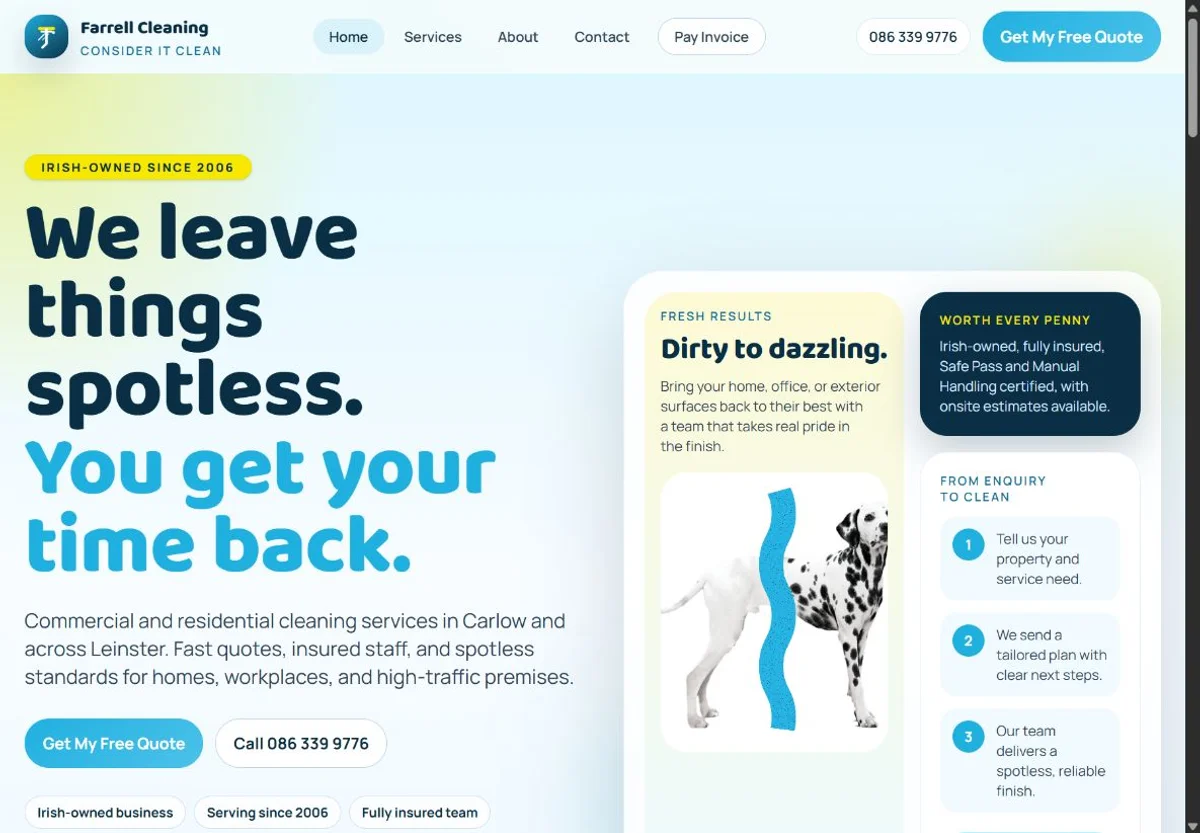 Farrell Cleaning
CONSIDER IT CLEAN
Home
Services
About
Contact
Pay Invoice
086 339 9776
Get My Free Quote
IRISH-OWNED SINCE 2006
We leave
things
spotless.
You get your
time back.
Commercial and residential cleaning services in Carlow and
across Leinster. Fast quotes, insured staff, and spotless
standards for homes, workplaces, and high-traffic premises.
Get My Free Quote
Call 086 339 9776
Irish-owned business
Serving since 2006
Fully insured team
FRESH RESULTS
Dirty to dazzling.
Bring your home, office, or exterior
surfaces back to their best with
a team that takes real pride in
the finish.
WORTH EVERY PENNY
Irish-owned, fully insured,
Safe Pass and Manual
Handling certified, with
onsite estimates available.
FROM ENQUIRY
TO CLEAN
1
Tell us your
property and
service need.
2
We send a
tailored plan with
clear next steps.
3
Our team
delivers a
spotless, reliable
finish.